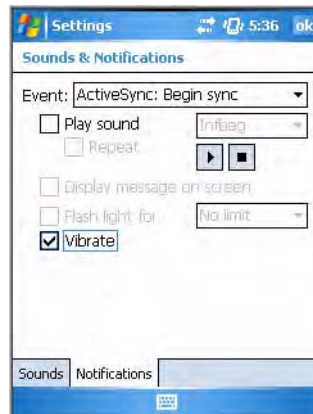 Settings 5:36 ok
Sounds & Notifications
Event: ActiveSync: Begin sync
Play sound Infbeg
Repeat
Display message on screen
Flash light for No limit
Vibrate
Sounds Notifications